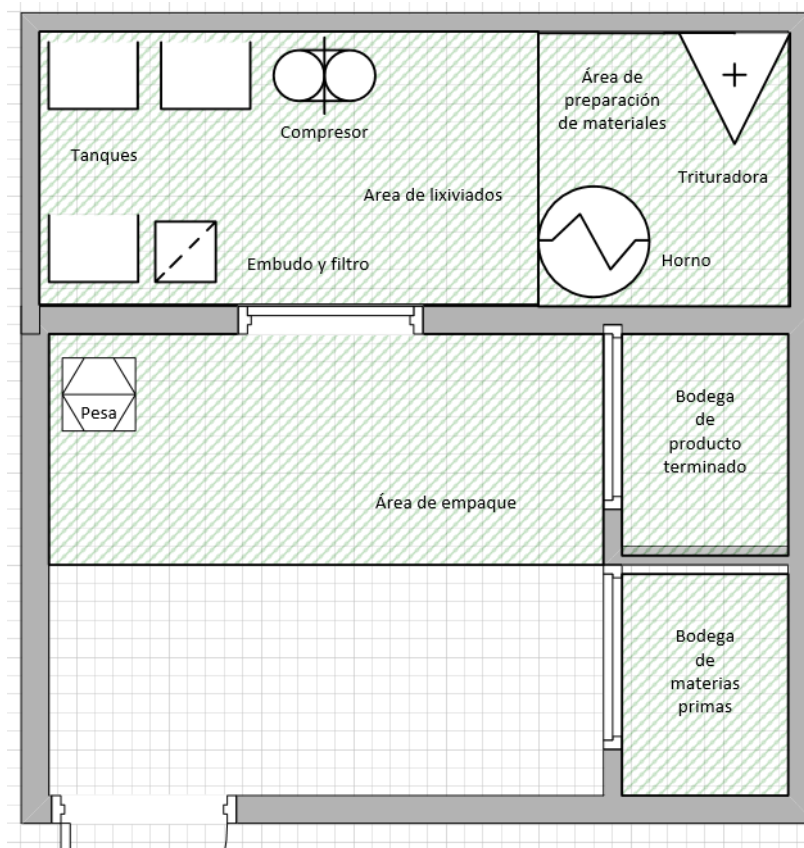 Tanques
Compresor
Area de lixiviados
Embudo y filtro
Área de
preparación
de materiales
Trituradora
Horno
Pesa
Área de empaque
Bodega
de
producto
terminado
Bodega
de
materias
primas